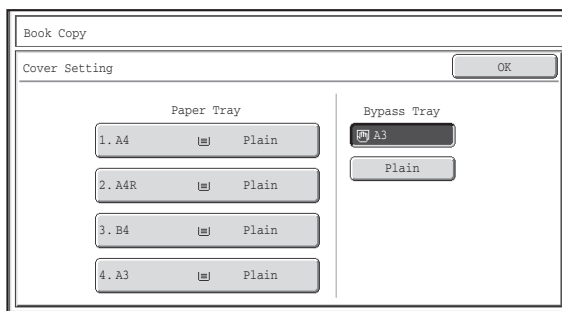 Book Copy
Cover Setting OK
Paper Tray Bypass Tray
1. A4 Plain
A3
2. A4R Plain
Plain
3. B4 Plain
4. A3 Plain